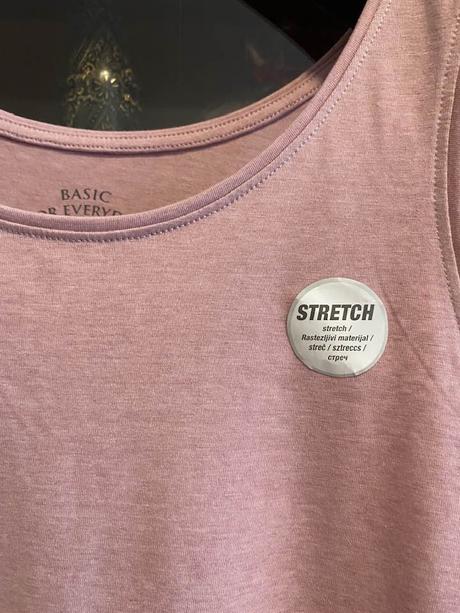 BASIC
STRETCH
stretch /
Rastezljivi materijal /
streč / sztreccs /
стреч